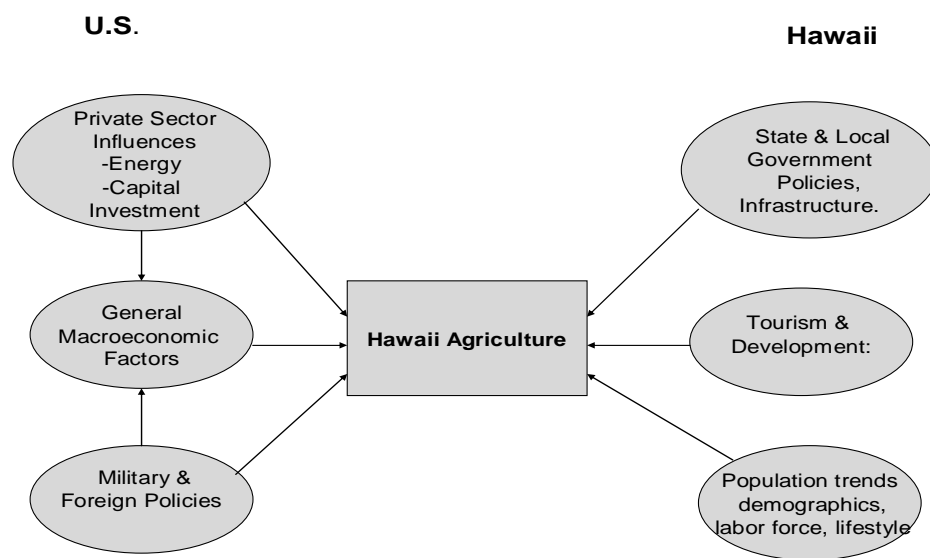 U.S.
Hawaii
Private Sector
Influences
-Energy
-Capital
Investment
State & Local
Government
Policies,
Infrastructure.
General
Macroeconomic
Factors
Hawaii Agriculture
Tourism &
Development:
Military &
Foreign Policies
Population trends
demographics,
labor force, lifestyle